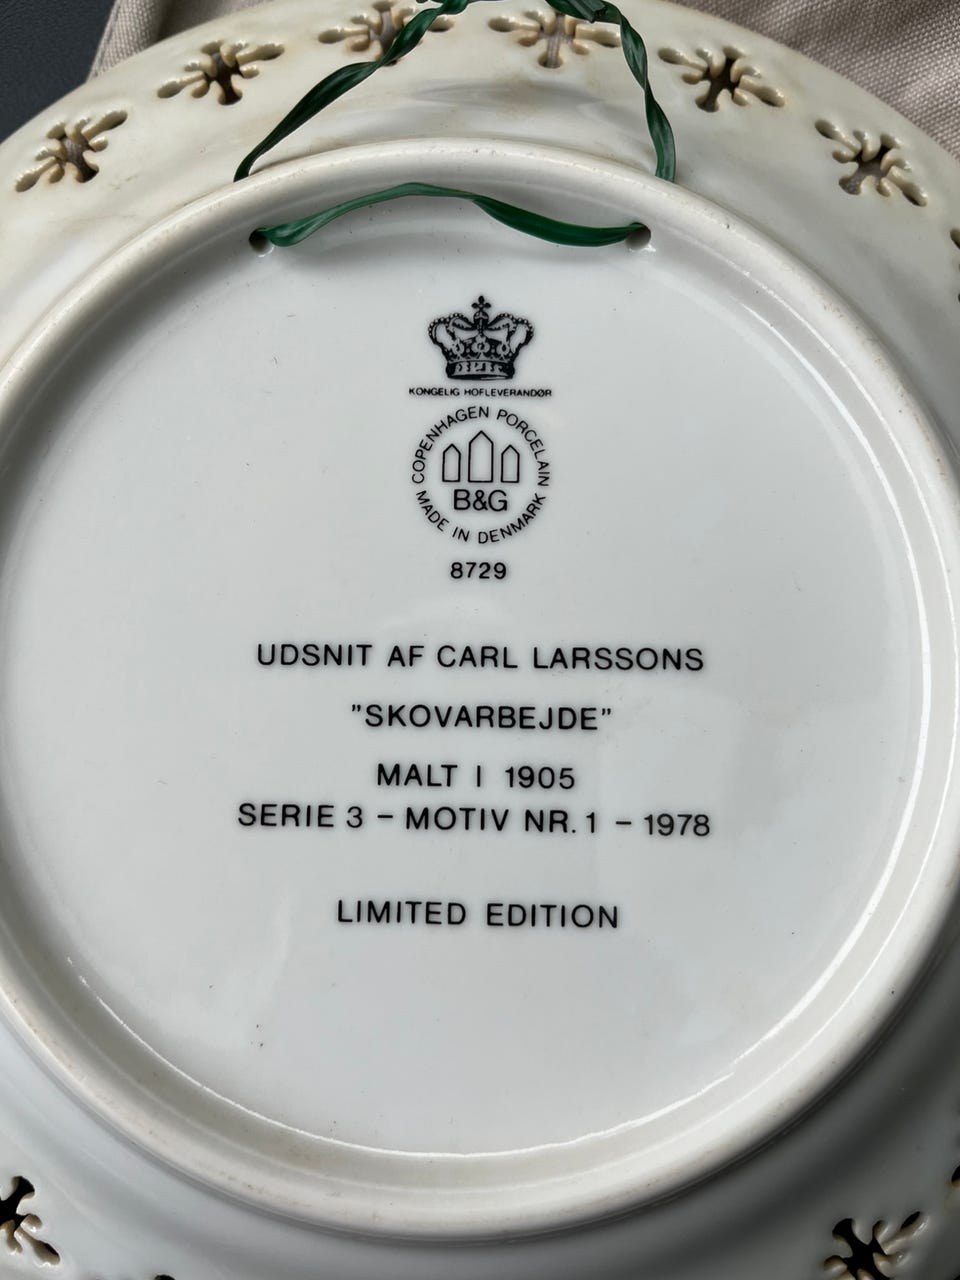 KONGELIG HOFLEVERANDØR
COPENHAGEN PORCELAIN
B&G
MADE IN DENMARK
8729
UDSNIT AF CARL LARSSONS
”SKOVARBEJDE”
MALT I 1905
SERIE 3 – MOTIV NR. 1 – 1978
LIMITED EDITION